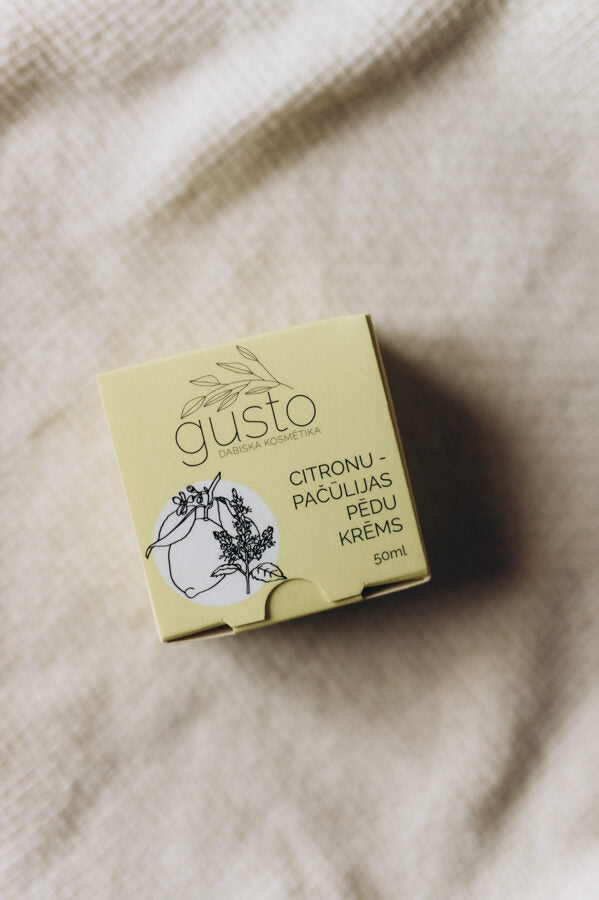 gusto
DABISKA KOSMĒTIKA
CITRONU -
PAČŪLIJAS
PĒDU
KRĒMS
50ml